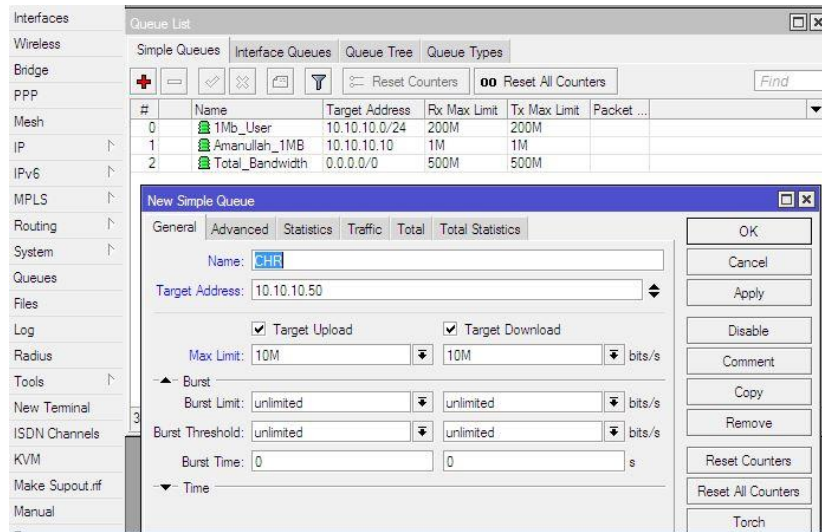 Interfaces
Wireless
Bridge
PPP
Mesh
IP
IPv6
MPLS
Routing
System
Queues
Files
Log
Radius
Tools
New Terminal
ISDN Channels
KVM
Make Supout.rif
Manual
Queue List
Simple Queues Interface Queues Queue Tree Queue Types
Reset Counters 00 Reset All Counters Find
# Name Target Address Rx Max Limit Tx Max Limit Packet ...
0 1Mb_User 10.10.10.0/24 200M 200M
1 Amanullah_1MB 10.10.10.10 1M 1M
2 Total_Bandwidth 0.0.0.0/0 500M 500M
3
New Simple Queue
General Advanced Statistics Traffic Total Total Statistics
Name: CHR
Target Address: 10.10.10.50
Target Upload Target Download
Max Limit: 10M 10M bits/s
Burst
Burst Limit: unlimited unlimited bits/s
Burst Threshold: unlimited unlimited bits/s
Burst Time: 0 0 s
Time
OK
Cancel
Apply
Disable
Comment
Copy
Remove
Reset Counters
Reset All Counters
Torch